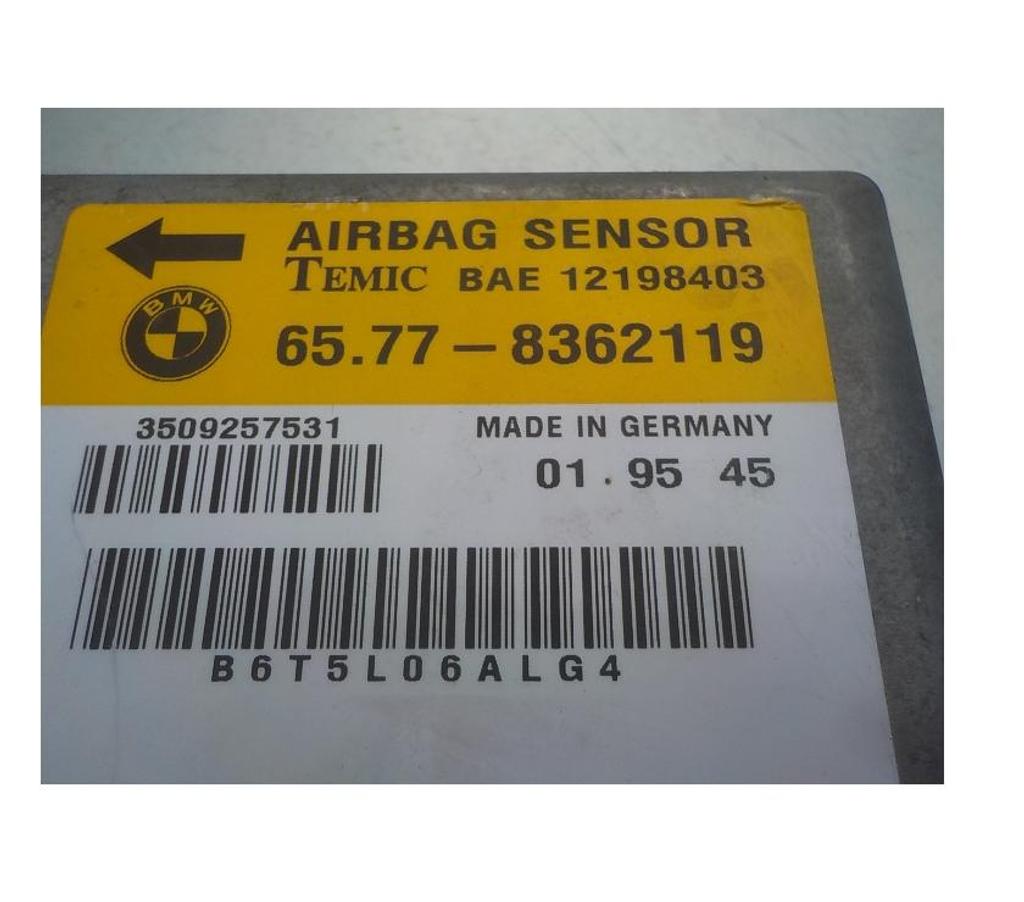 AIRBAG SENSOR
TEMIC BAE 12198403
BMW
65.77 – 8362119
3509257531
MADE IN GERMANY
01 . 95 45
B6T5L06ALG4